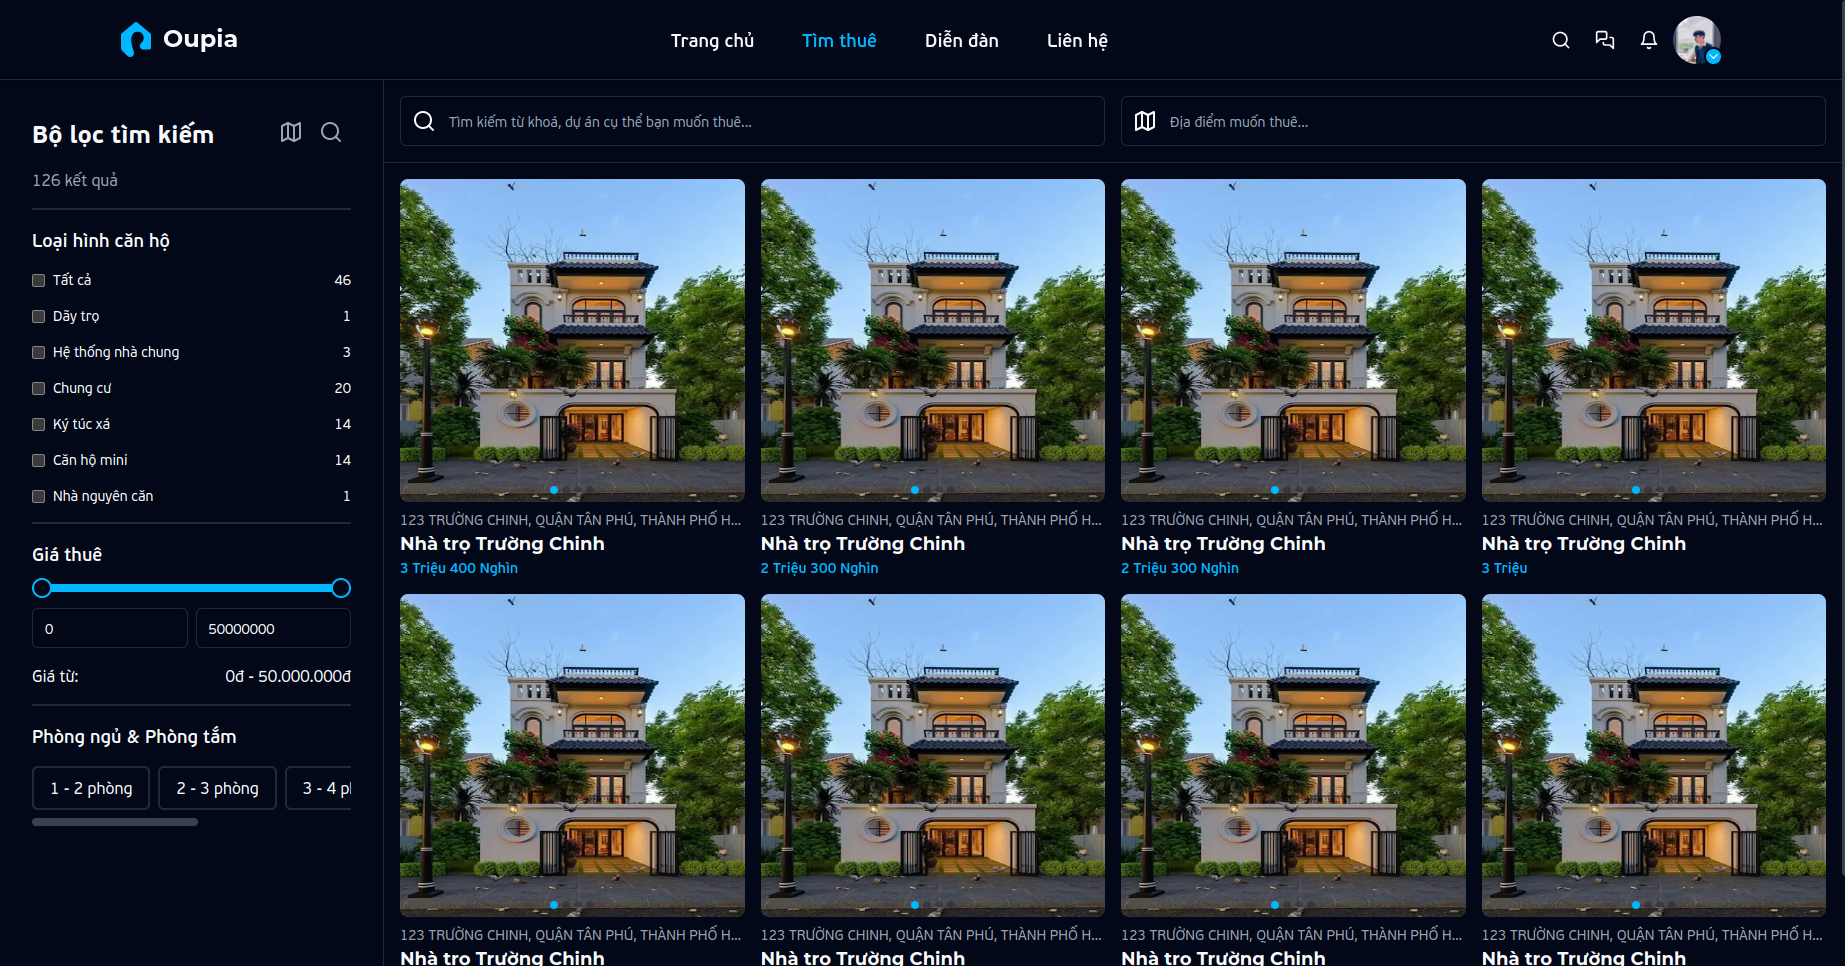 Oupia
Trang chủ
Tìm thuê
Diễn đàn
Liên hệ
Bộ lọc tìm kiếm
126 kết quả
Loại hình căn hộ
Tất cả 46
Dãy trọ 1
Hệ thống nhà chung 3
Chung cư 20
Ký túc xá 14
Căn hộ mini 14
Nhà nguyên căn 1
Giá thuê
0 50000000
Giá từ: 0đ - 50.000.000đ
Phòng ngủ & Phòng tắm
1 - 2 phòng 2 - 3 phòng 3 - 4 pl
Tìm kiếm từ khoá, dự án cụ thể bạn muốn thuê...
Địa điểm muốn thuê...
123 TRƯỜNG CHINH, QUẬN TÂN PHÚ, THÀNH PHỐ H...
Nhà trọ Trường Chinh
3 Triệu 400 Nghìn
123 TRƯỜNG CHINH, QUẬN TÂN PHÚ, THÀNH PHỐ H...
Nhà trọ Trường Chinh
2 Triệu 300 Nghìn
123 TRƯỜNG CHINH, QUẬN TÂN PHÚ, THÀNH PHỐ H...
Nhà trọ Trường Chinh
2 Triệu 300 Nghìn
123 TRƯỜNG CHINH, QUẬN TÂN PHÚ, THÀNH PHỐ H...
Nhà trọ Trường Chinh
3 Triệu
123 TRƯỜNG CHINH, QUẬN TÂN PHÚ, THÀNH PHỐ H...
Nhà trọ Trường Chinh
123 TRƯỜNG CHINH, QUẬN TÂN PHÚ, THÀNH PHỐ H...
Nhà trọ Trường Chinh
123 TRƯỜNG CHINH, QUẬN TÂN PHÚ, THÀNH PHỐ H...
Nhà trọ Trường Chinh
123 TRƯỜNG CHINH, QUẬN TÂN PHÚ, THÀNH PHỐ H...
Nhà trọ Trường Chinh